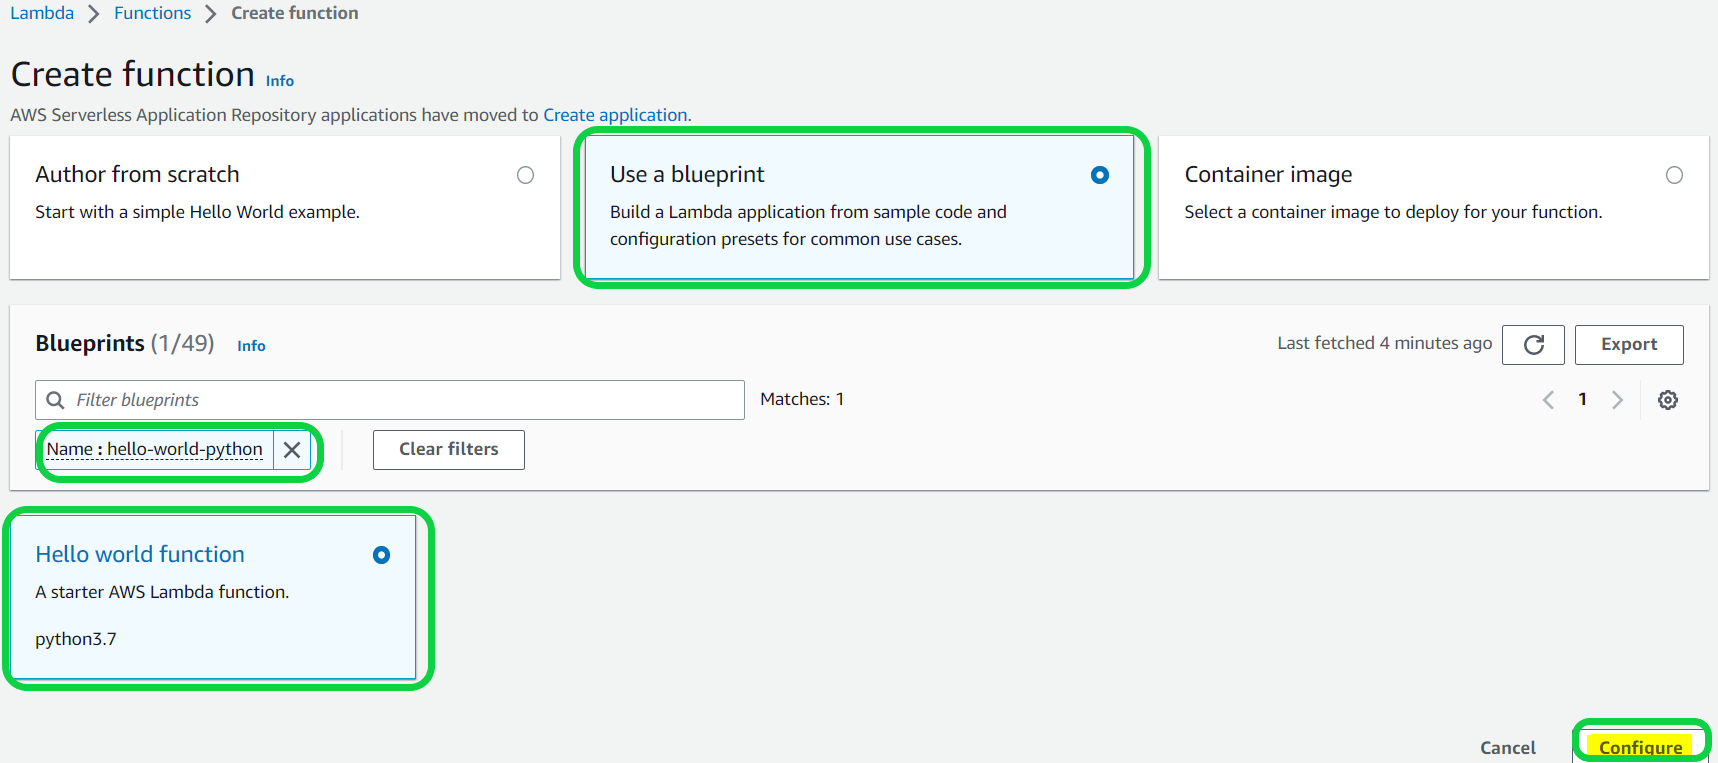 Lambda > Functions > Create function
Create function Info
AWS Serverless Application Repository applications have moved to Create application.
Author from scratch
Start with a simple Hello World example.
Use a blueprint
Build a Lambda application from sample code and
configuration presets for common use cases.
Container image
Select a container image to deploy for your function.
Blueprints (1/49) Info
Last fetched 4 minutes ago
Export
Filter blueprints
Matches: 1
1
Name : hello-world-python
Clear filters
Hello world function
A starter AWS Lambda function.
python3.7
Cancel
Configure